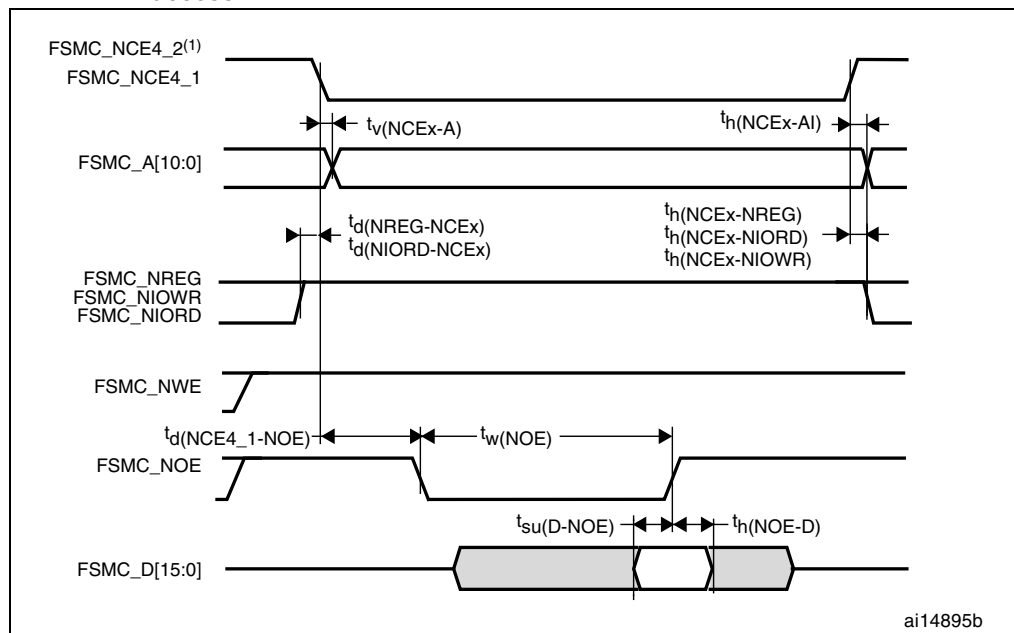 FSMC_NCE4_2(1)
FSMC_NCE4_1
tv(NCEx-A)
th(NCEx-AI)
FSMC_A[10:0]
td(NREG-NCEx)
td(NIORD-NCEx)
th(NCEx-NREG)
th(NCEx-NIORD)
th(NCEx-NIOWR)
FSMC_NREG
FSMC_NIOWR
FSMC_NIORD
FSMC_NWE
td(NCE4_1-NOE)
tw(NOE)
FSMC_NOE
tsu(D-NOE)
th(NOE-D)
FSMC_D[15:0]
ai14895b